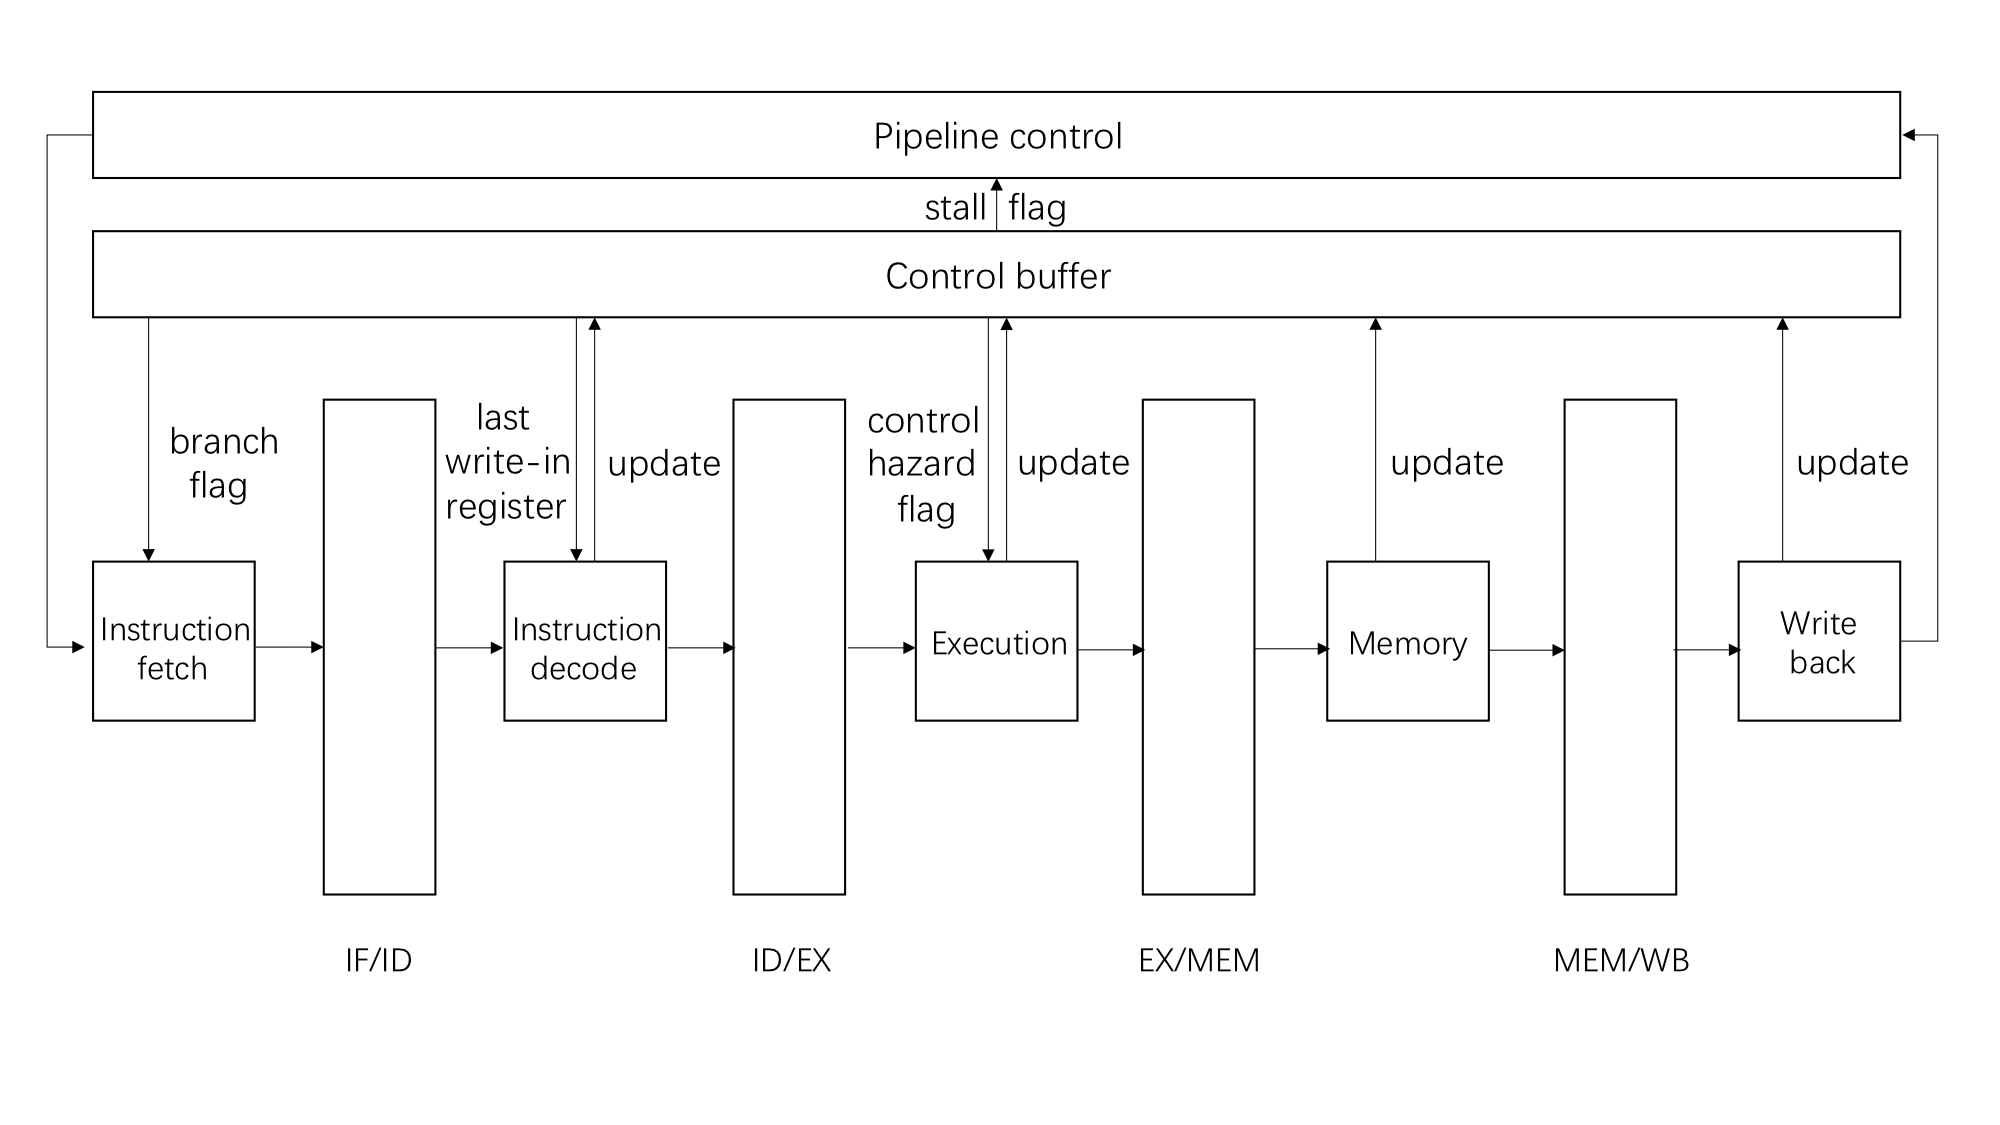 Pipeline control
stall flag
Control buffer
branch
flag
last
write-in
register
update
control
hazard
flag
update
update
update
Instruction
fetch
Instruction
decode
Execution
Memory
Write
back
IF/ID
ID/EX
EX/MEM
MEM/WB